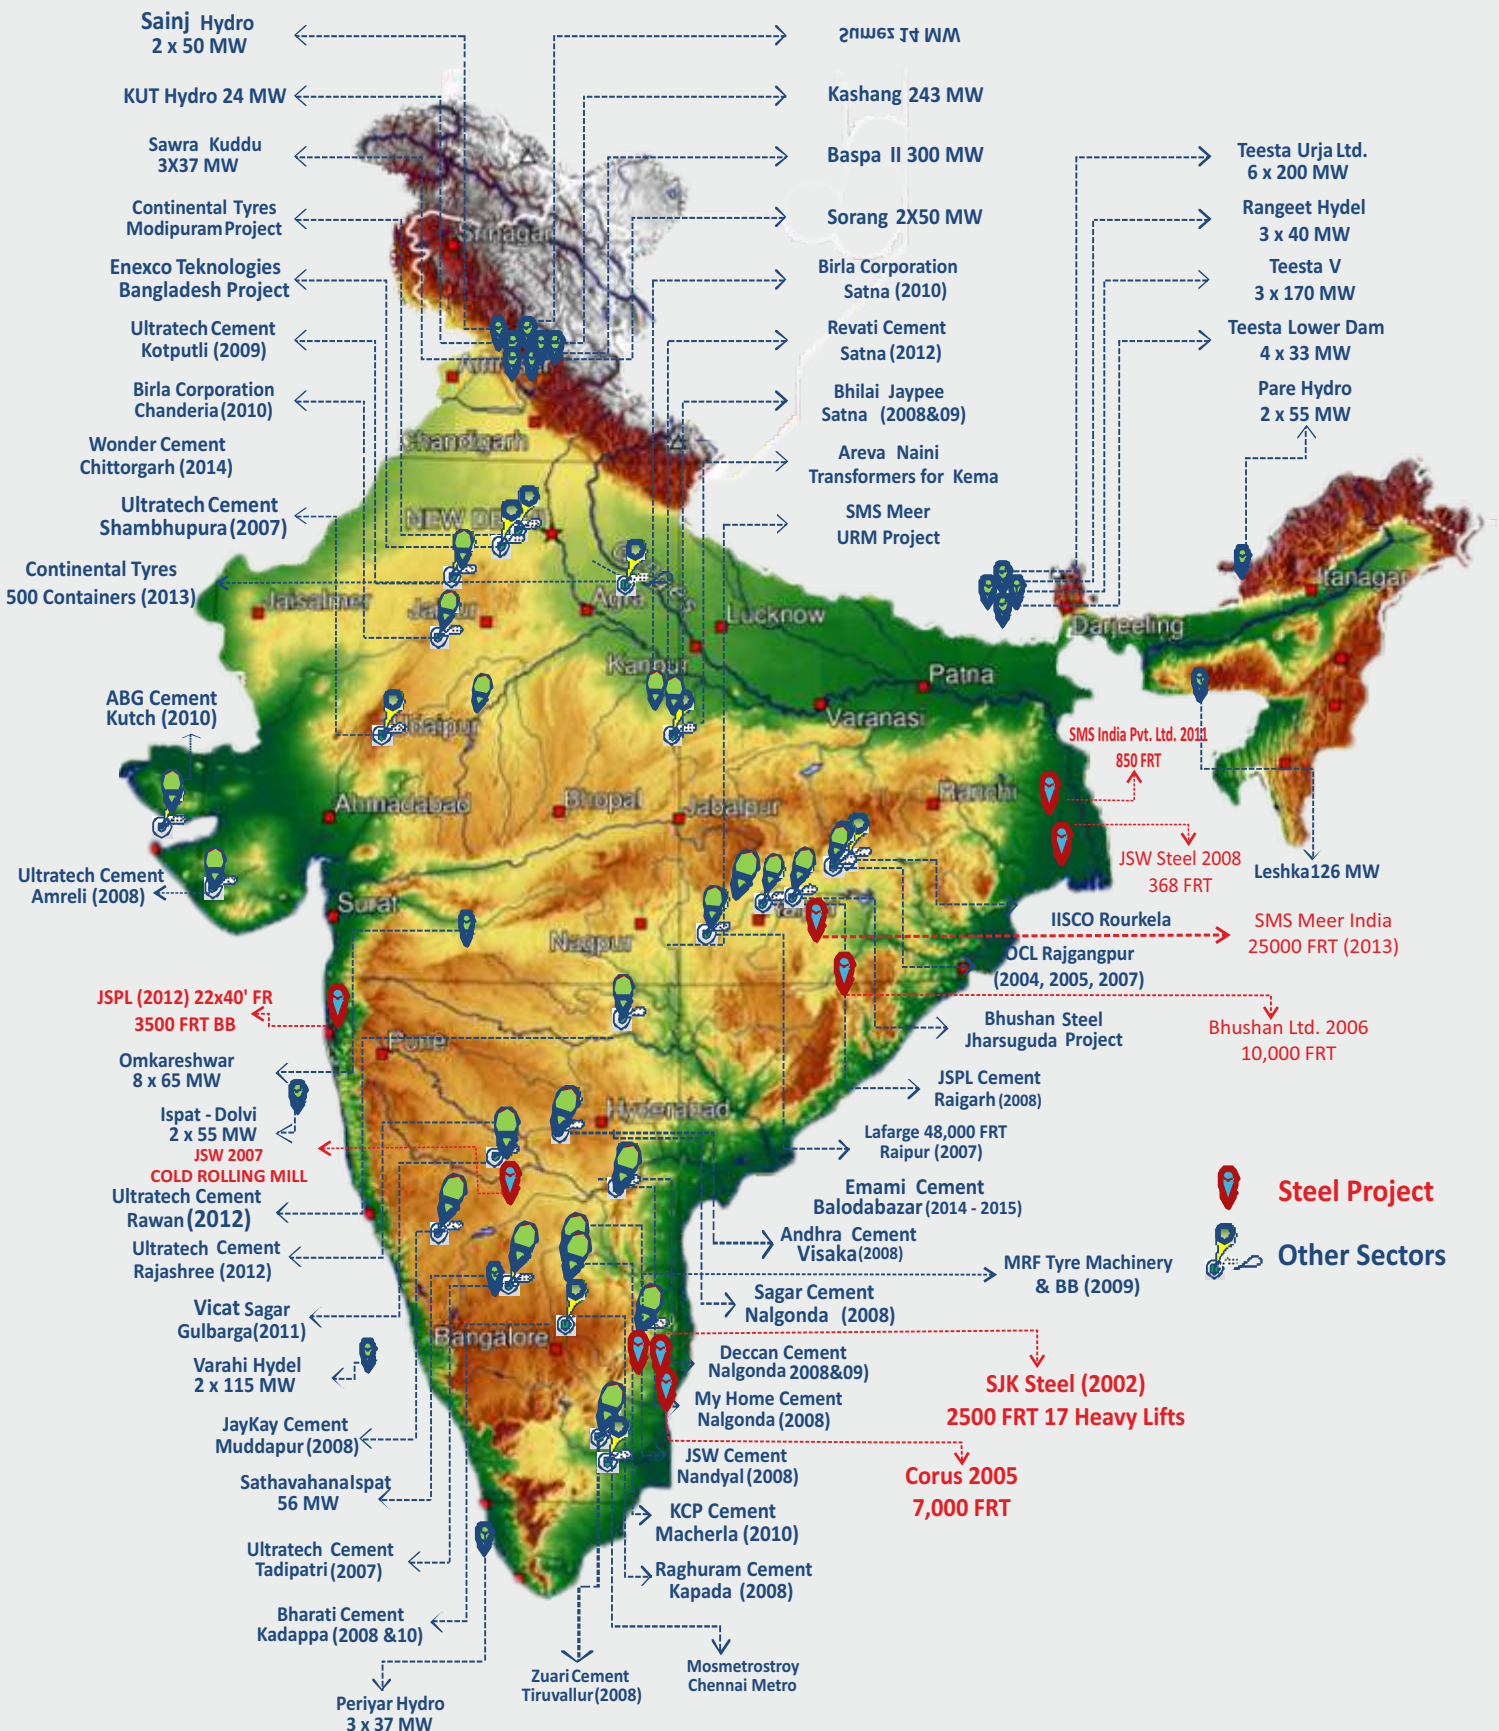 Sainj Hydro
2 x 50 MW
KUT Hydro 24 MW
Sawra Kuddu
3X37 MW
Continental Tyres
Modipuram Project
Enexco Teknologies
Bangladesh Project
Ultratech Cement
Kotputli (2009)
Birla Corporation
Chanderia (2010)
Wonder Cement
Chittorgarh (2014)
Ultratech Cement
Shambhupura (2007)
Continental Tyres
500 Containers (2013)
ABG Cement
Kutch (2010)
Ultratech Cement
Amreli (2008)
JSPL (2012) 22x40' FR
3500 FRT BB
Omkareshwar
8 x 65 MW
Ispat - Dolvi
2 x 55 MW
JSW 2007
COLD ROLLING MILL
Ultratech Cement
Rawan (2012)
Ultratech Cement
Rajashree (2012)
Vicat Sagar
Gulbarga (2011)
Varahi Hydel
2 x 115 MW
JayKay Cement
Muddapur (2008)
Sathavahana Ispat
56 MW
Ultratech Cement
Tadipatri (2007)
Bharati Cement
Kadappa (2008 &10)
Periyar Hydro
3 x 37 MW
Sumez 14 MW
Kashang 243 MW
Baspa II 300 MW
Sorang 2X50 MW
Birla Corporation
Satna (2010)
Revati Cement
Satna (2012)
Bhilai Jaypee
Satna (2008&09)
Areva Naini
Transformers for Kema
SMS Meer
URM Project
Teesta Urja Ltd.
6 x 200 MW
Rangeet Hydel
3 x 40 MW
Teesta V
3 x 170 MW
Teesta Lower Dam
4 x 33 MW
Pare Hydro
2 x 55 MW
Srinagar
Chandigarh
NEW DE
Jaisalmer
Agra
Lucknow
Kanpur
Patna
Varanasi
Darjeeling
Itanagar
Ahmadabad
Bhopal
Jabalpur
Ranchi
Surat
Nagpur
Pune
Hyderabad
Bangalore
SMS India Pvt. Ltd. 2011
850 FRT
JSW Steel 2008
368 FRT
Leshka 126 MW
IISCO Rourkela
SMS Meer India
25000 FRT (2013)
OCL Rajgangpur
(2004, 2005, 2007)
Bhushan Steel
Jharsuguda Project
Bhushan Ltd. 2006
10,000 FRT
JSPL Cement
Raigarh (2008)
Lafarge 48,000 FRT
Raipur (2007)
Emami Cement
Balodabazar (2014 - 2015)
Andhra Cement
Visaka (2008)
MRF Tyre Machinery
& BB (2009)
Sagar Cement
Nalgonda (2008)
Deccan Cement
Nalgonda 2008&09)
My Home Cement
Nalgonda (2008)
SJK Steel (2002)
2500 FRT 17 Heavy Lifts
JSW Cement
Nandyal (2008)
Corus 2005
7,000 FRT
KCP Cement
Macherla (2010)
Raghuram Cement
Kapada (2008)
Zuari Cement
Tiruvallur (2008)
Mosmetrostroy
Chennai Metro
Steel Project
Other Sectors